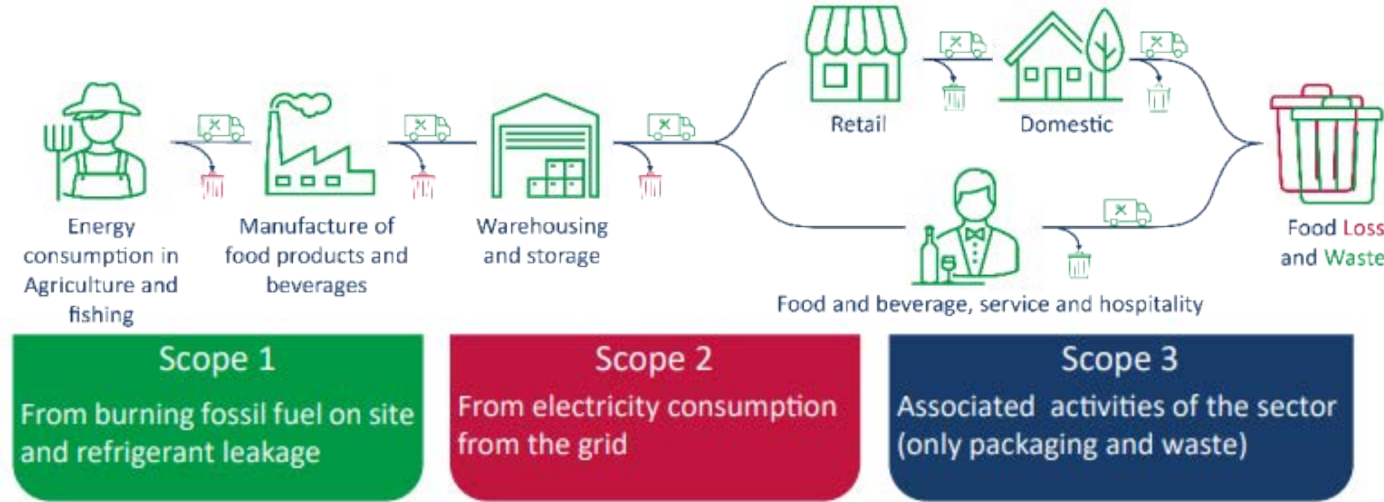 Retail
Domestic
Energy
consumption in
Agriculture and
fishing
Manufacture of
food products and
beverages
Warehousing
and storage
Food and beverage, service and hospitality
Food Loss
and Waste
Scope 1
From burning fossil fuel on site
and refrigerant leakage
Scope 2
From electricity consumption
from the grid
Scope 3
Associated activities of the sector
(only packaging and waste)